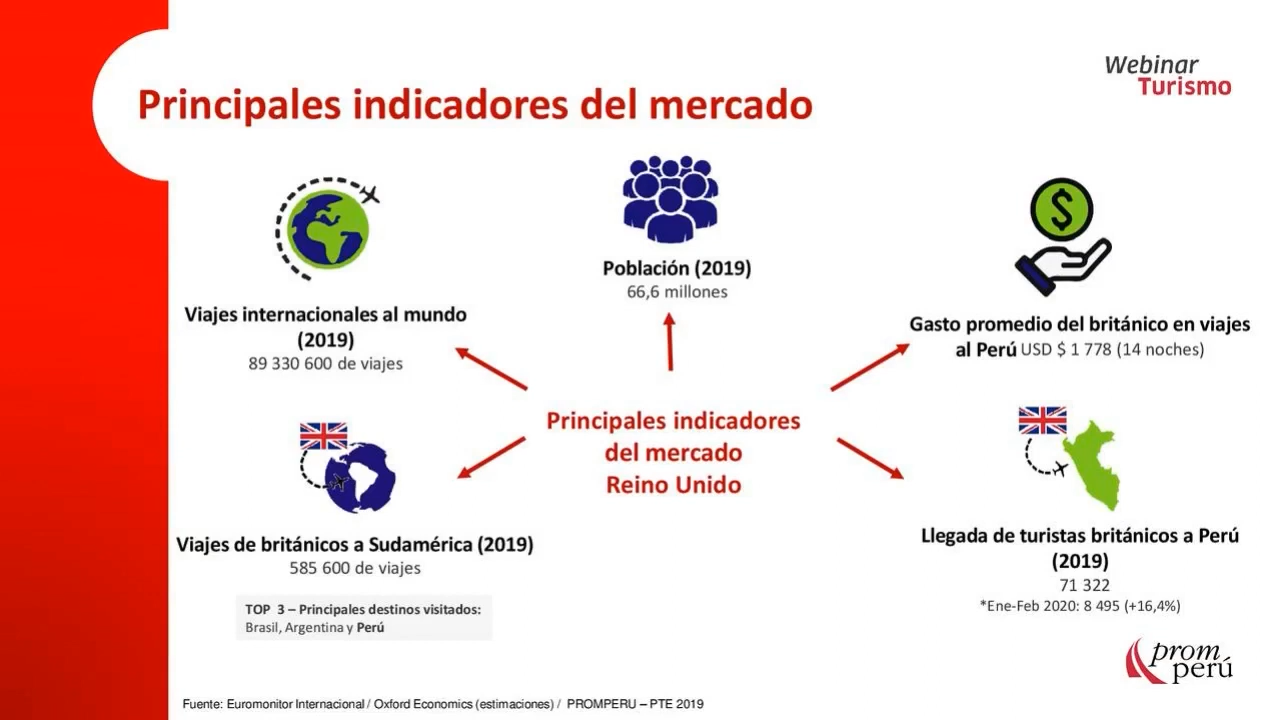 Webinar
Turismo
Principales indicadores del mercado
Viajes internacionales al mundo
(2019)
89 330 600 de viajes
Población (2019)
66,6 millones
Gasto promedio del británico en viajes
al Perú USD $ 1 778 (14 noches)
Principales indicadores
del mercado
Reino Unido
Viajes de británicos a Sudamérica (2019)
585 600 de viajes
TOP 3 – Principales destinos visitados:
Brasil, Argentina y Perú
Llegada de turistas británicos a Perú
(2019)
71 322
*Ene-Feb 2020: 8 495 (+16,4%)
prom
perú
Fuente: Euromonitor Internacional / Oxford Economics (estimaciones) / PROMPERU – PTE 2019